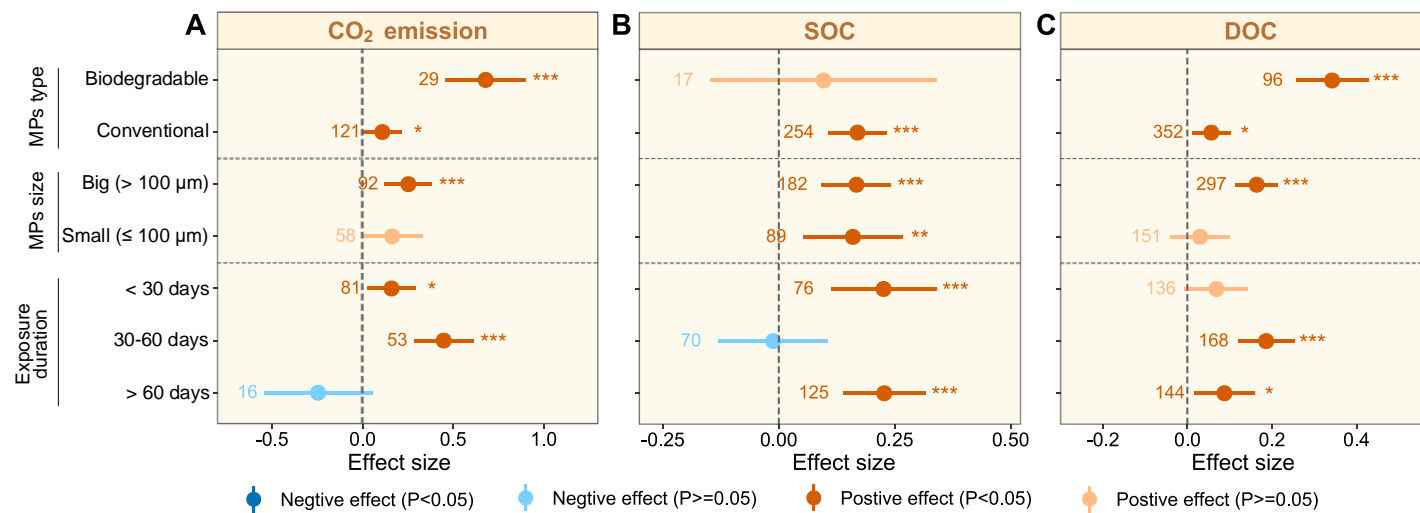 A
CO₂ emission
B
SOC
C
DOC
MPs type
Biodegradable
29 ***
17
96 ***
Conventional
121 *
254 ***
352 *
MPs size
Big (> 100 µm)
92 ***
182 ***
297 ***
Small (≤ 100 µm)
58
89 **
151
Exposure
duration
< 30 days
81 *
76 ***
136
30-60 days
53 ***
70
168 ***
> 60 days
16
125 ***
144 *
-0.5 0.0 0.5 1.0
-0.25 0.00 0.25 0.50
-0.2 0.0 0.2 0.4
Effect size
Effect size
Effect size
Negtive effect (P<0.05)
Negtive effect (P>=0.05)
Postive effect (P<0.05)
Postive effect (P>=0.05)